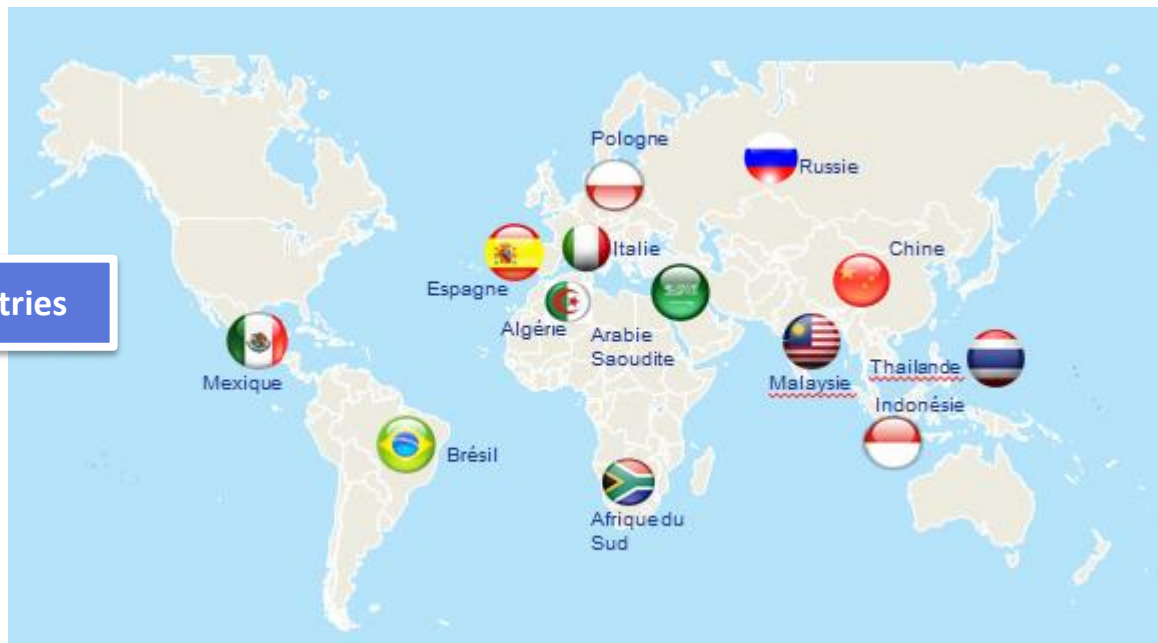 Pologne
Russie
Italie
Chine
Espagne
tries
Algérie
Arabie
Saoudite
Mexique
Malaysie
Thailande
Indonésie
Brésil
Afrique du
Sud